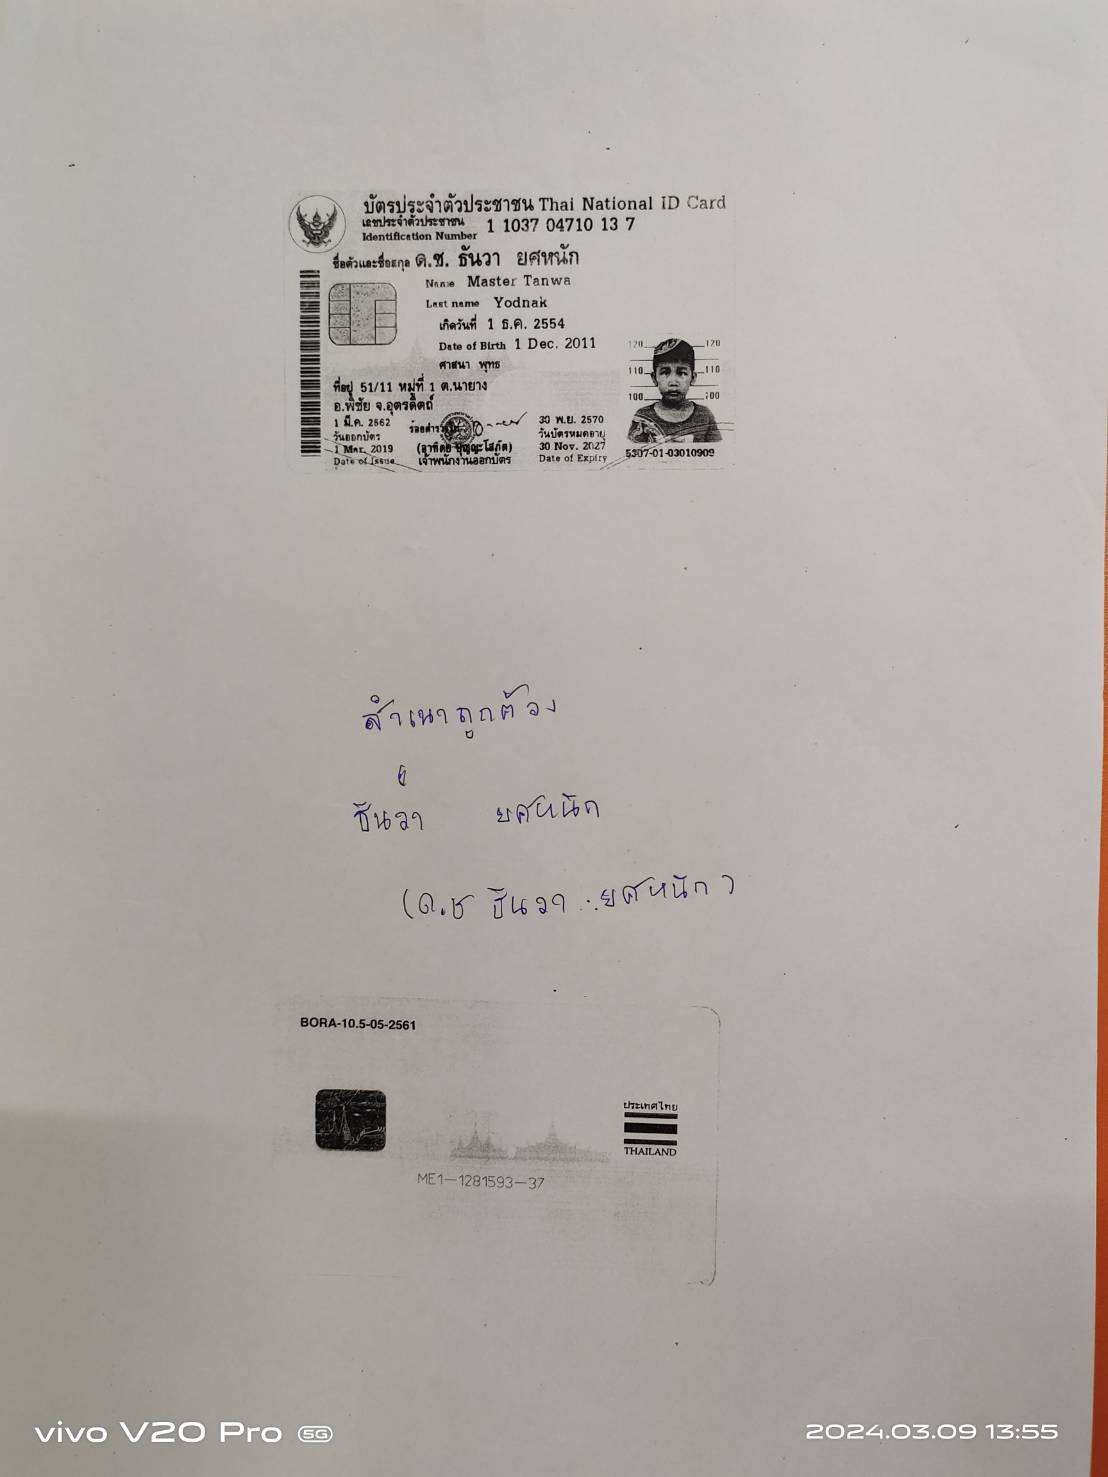 บัตรประจำตัวประชาชน Thai National ID Card
เลขประจำตัวประชาชน 1 1037 04710 13 7
Identification Number
ชื่อตัวและชื่อสกุล ด.ช. ธันวา ยศหนัก
Name Master Tanwa
Last name Yodnak
เกิดวันที่ 1 ธ.ค. 2554
Date of Birth 1 Dec. 2011
ศาสนา พุทธ
ที่อยู่ 51/11 หมู่ที่ 1 ต.นายาง
อ.พิชัย จ.อุตรดิตถ์
1 มี.ค. 2562
วันออกบัตร
1 Mar. 2019
Date of Issue
เจ้าพนักงานออกบัตร
30 พ.ย. 2570
วันบัตรหมดอายุ
30 Nov. 2027
Date of Expiry
120 120
110 110
100 100
5307-01-03010909
สำเนาถูกต้อง
ธันวา ยศหนัก
(ด.ช ธันวา ยศหนัก)
BORA-10.5-05-2561
ประเทศไทย
THAILAND
ME1-1281593-37
vivo V20 Pro 5G
2024.03.09 13:55